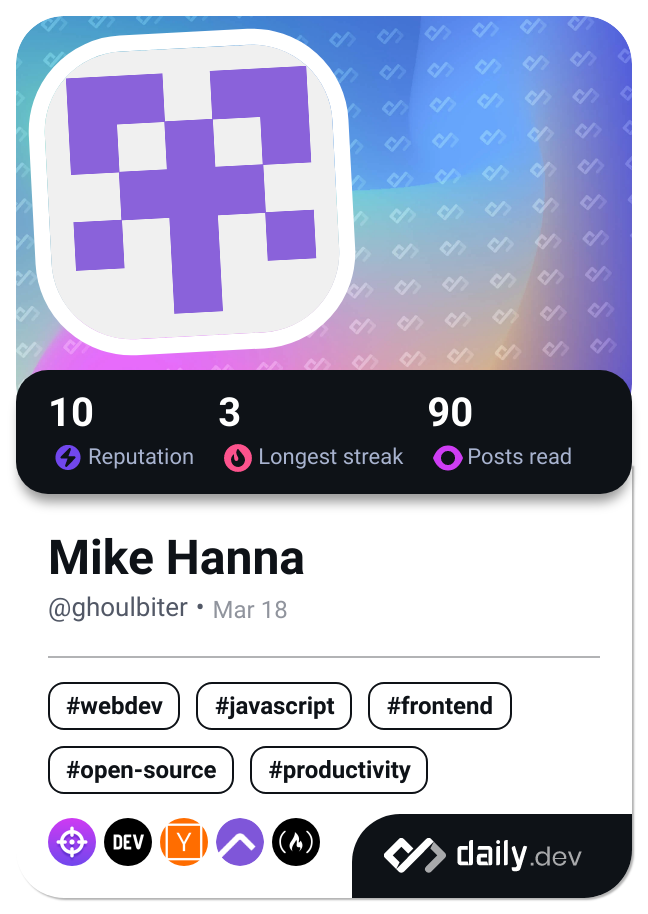 10 3 90
Reputation Longest streak Posts read
Mike Hanna
@ghoulbiter • Mar 18
#webdev #javascript #frontend
#open-source #productivity
DEV Y daily.dev